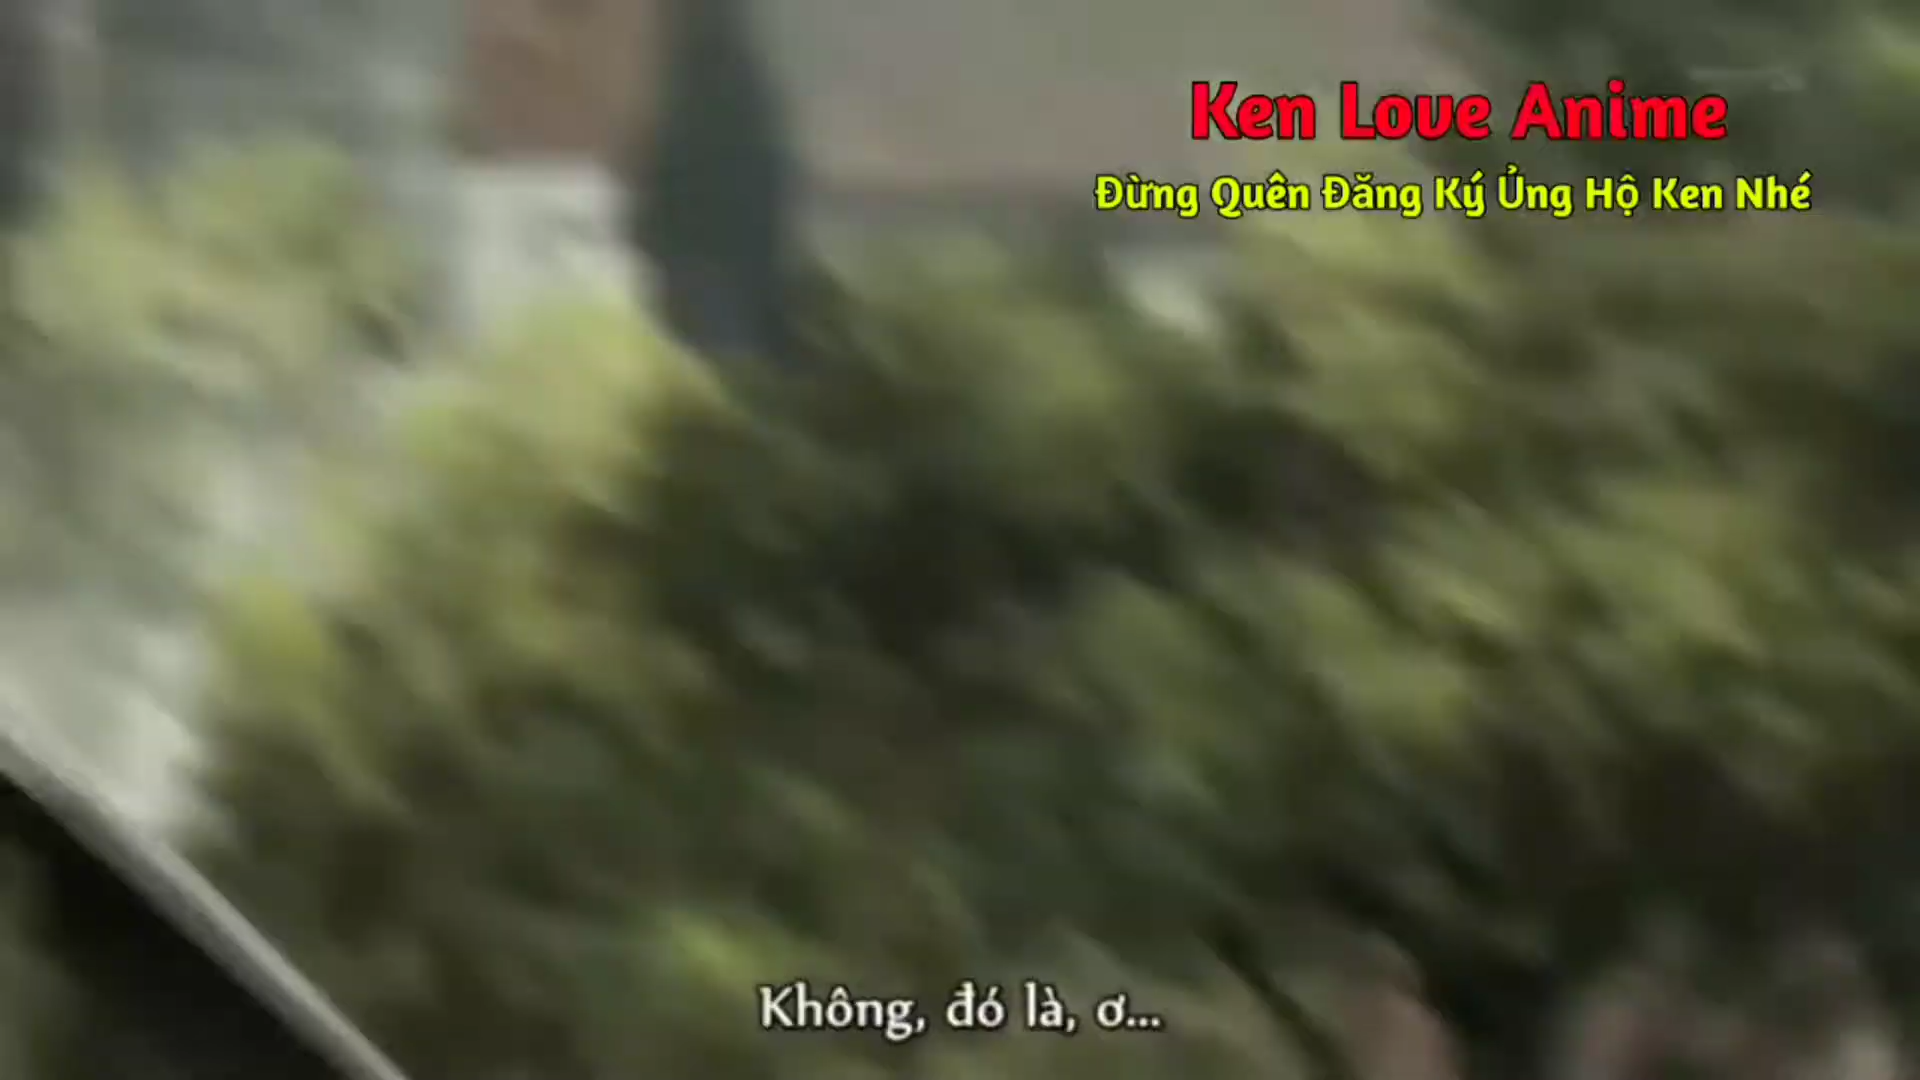 Ken Love Anime
Đừng Quên Đăng Ký Ủng Hộ Ken Nhé
Không, đó là, ơ...